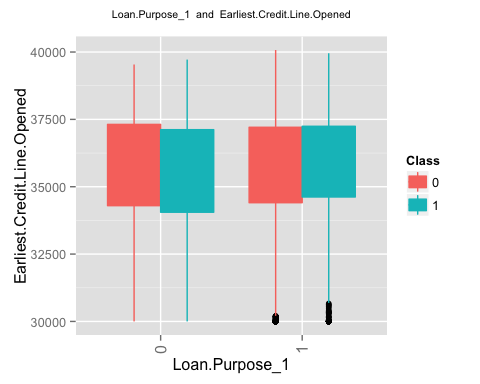 Loan.Purpose_1 and Earliest.Credit.Line.Opened
Earliest.Credit.Line.Opened
40000
37500
35000
32500
30000
0
1
Loan.Purpose_1
Class
0
1